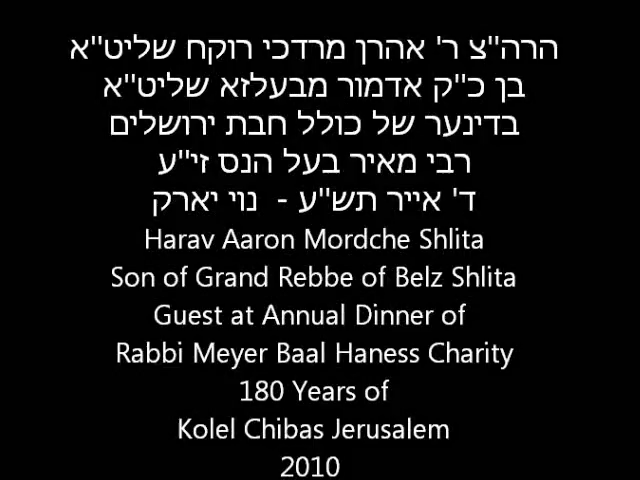 הרה"צ ר' אהרן מרדכי רוקח שליט"א
בן כ"ק אדמור מבעלזא שליט"א
בדינער של כולל חבת ירושלים
רבי מאיר בעל הנס זי"ע
ד' אייר תש"ע - נוי יארק
Harav Aaron Mordche Shlita
Son of Grand Rebbe of Belz Shlita
Guest at Annual Dinner of
Rabbi Meyer Baal Haness Charity
180 Years of
Kolel Chibas Jerusalem
2010